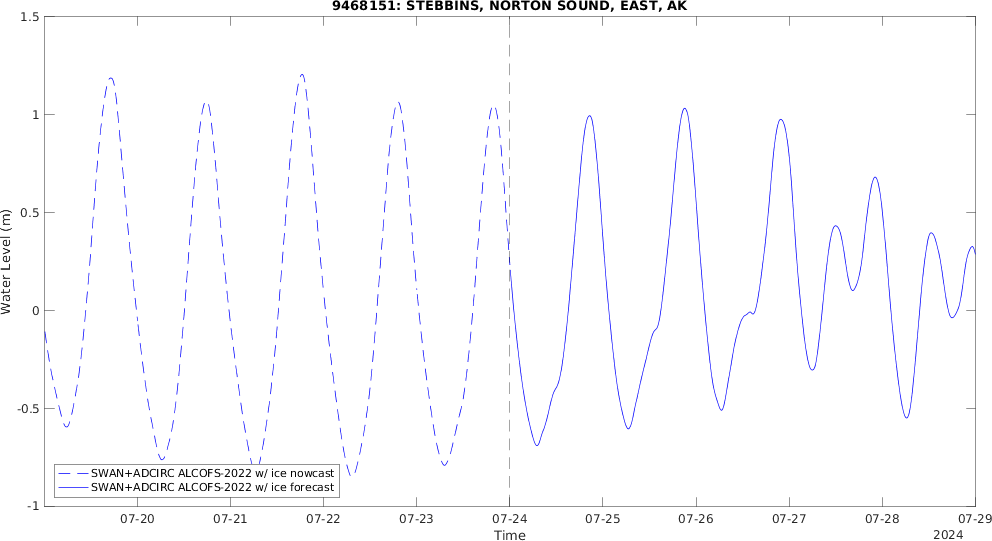 9468151: STEBBINS, NORTON SOUND, EAST, AK
1.5
1
0.5
0
-0.5
-1
Water Level (m)
SWAN+ADCIRC ALCOFS-2022 w/ ice nowcast
SWAN+ADCIRC ALCOFS-2022 w/ ice forecast
07-20 07-21 07-22 07-23 07-24 07-25 07-26 07-27 07-28 07-29
Time
2024